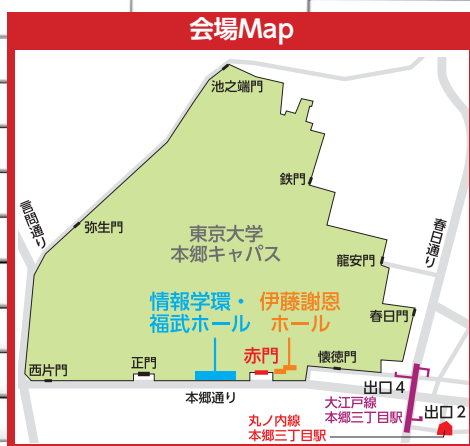 会場Map
池之端門
鉄門
言問通り
弥生門
東京大学
本郷キャパス
春日通り
龍安門
情報学環・
福武ホール
伊藤謝恩
ホール
春日門
赤門
懐徳門
正門
西片門
本郷通り
出口4
大江戸線
本郷三丁目駅
出口2
丸ノ内線
本郷三丁目駅